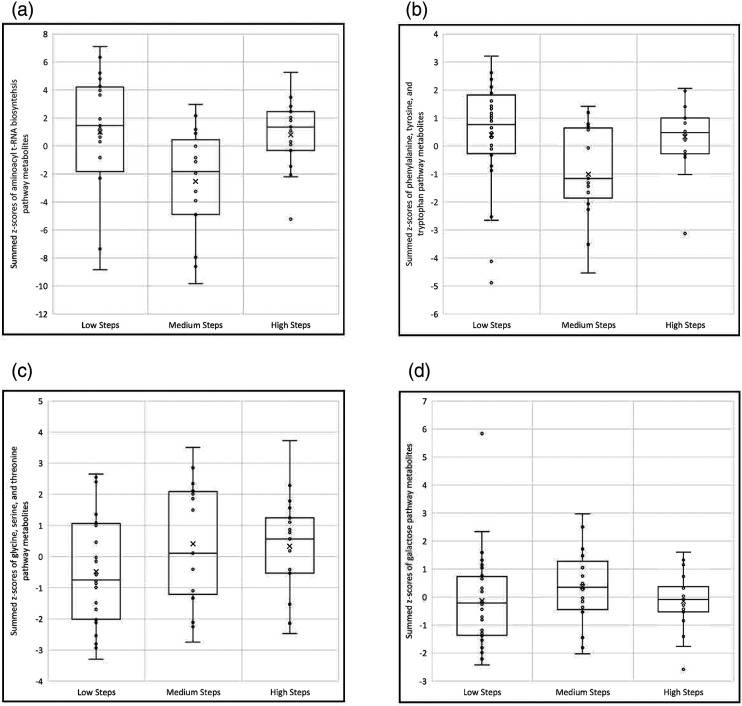 (a)
Summed z-scores of aminoacyl t-RNA biosyntehsis
pathway metabolites
8
6
4
2
0
-2
-4
-6
-8
-10
-12
Low Steps Medium Steps High Steps
(b)
Summed z-scores of phenylalanine, tyrosine, and
tryptophan pathway metabolites
4
3
2
1
0
-1
-2
-3
-4
-5
-6
Low Steps Medium Steps High Steps
(c)
Summed z-scores of glycine, serine, and threonine
pathway metabolites
5
4
3
2
1
0
-1
-2
-3
-4
Low Steps Medium Steps High Steps
(d)
Summed z-scores of galactose pathway metabolites
7
6
5
4
3
2
1
0
-1
-2
-3
Low Steps Medium Steps High Steps